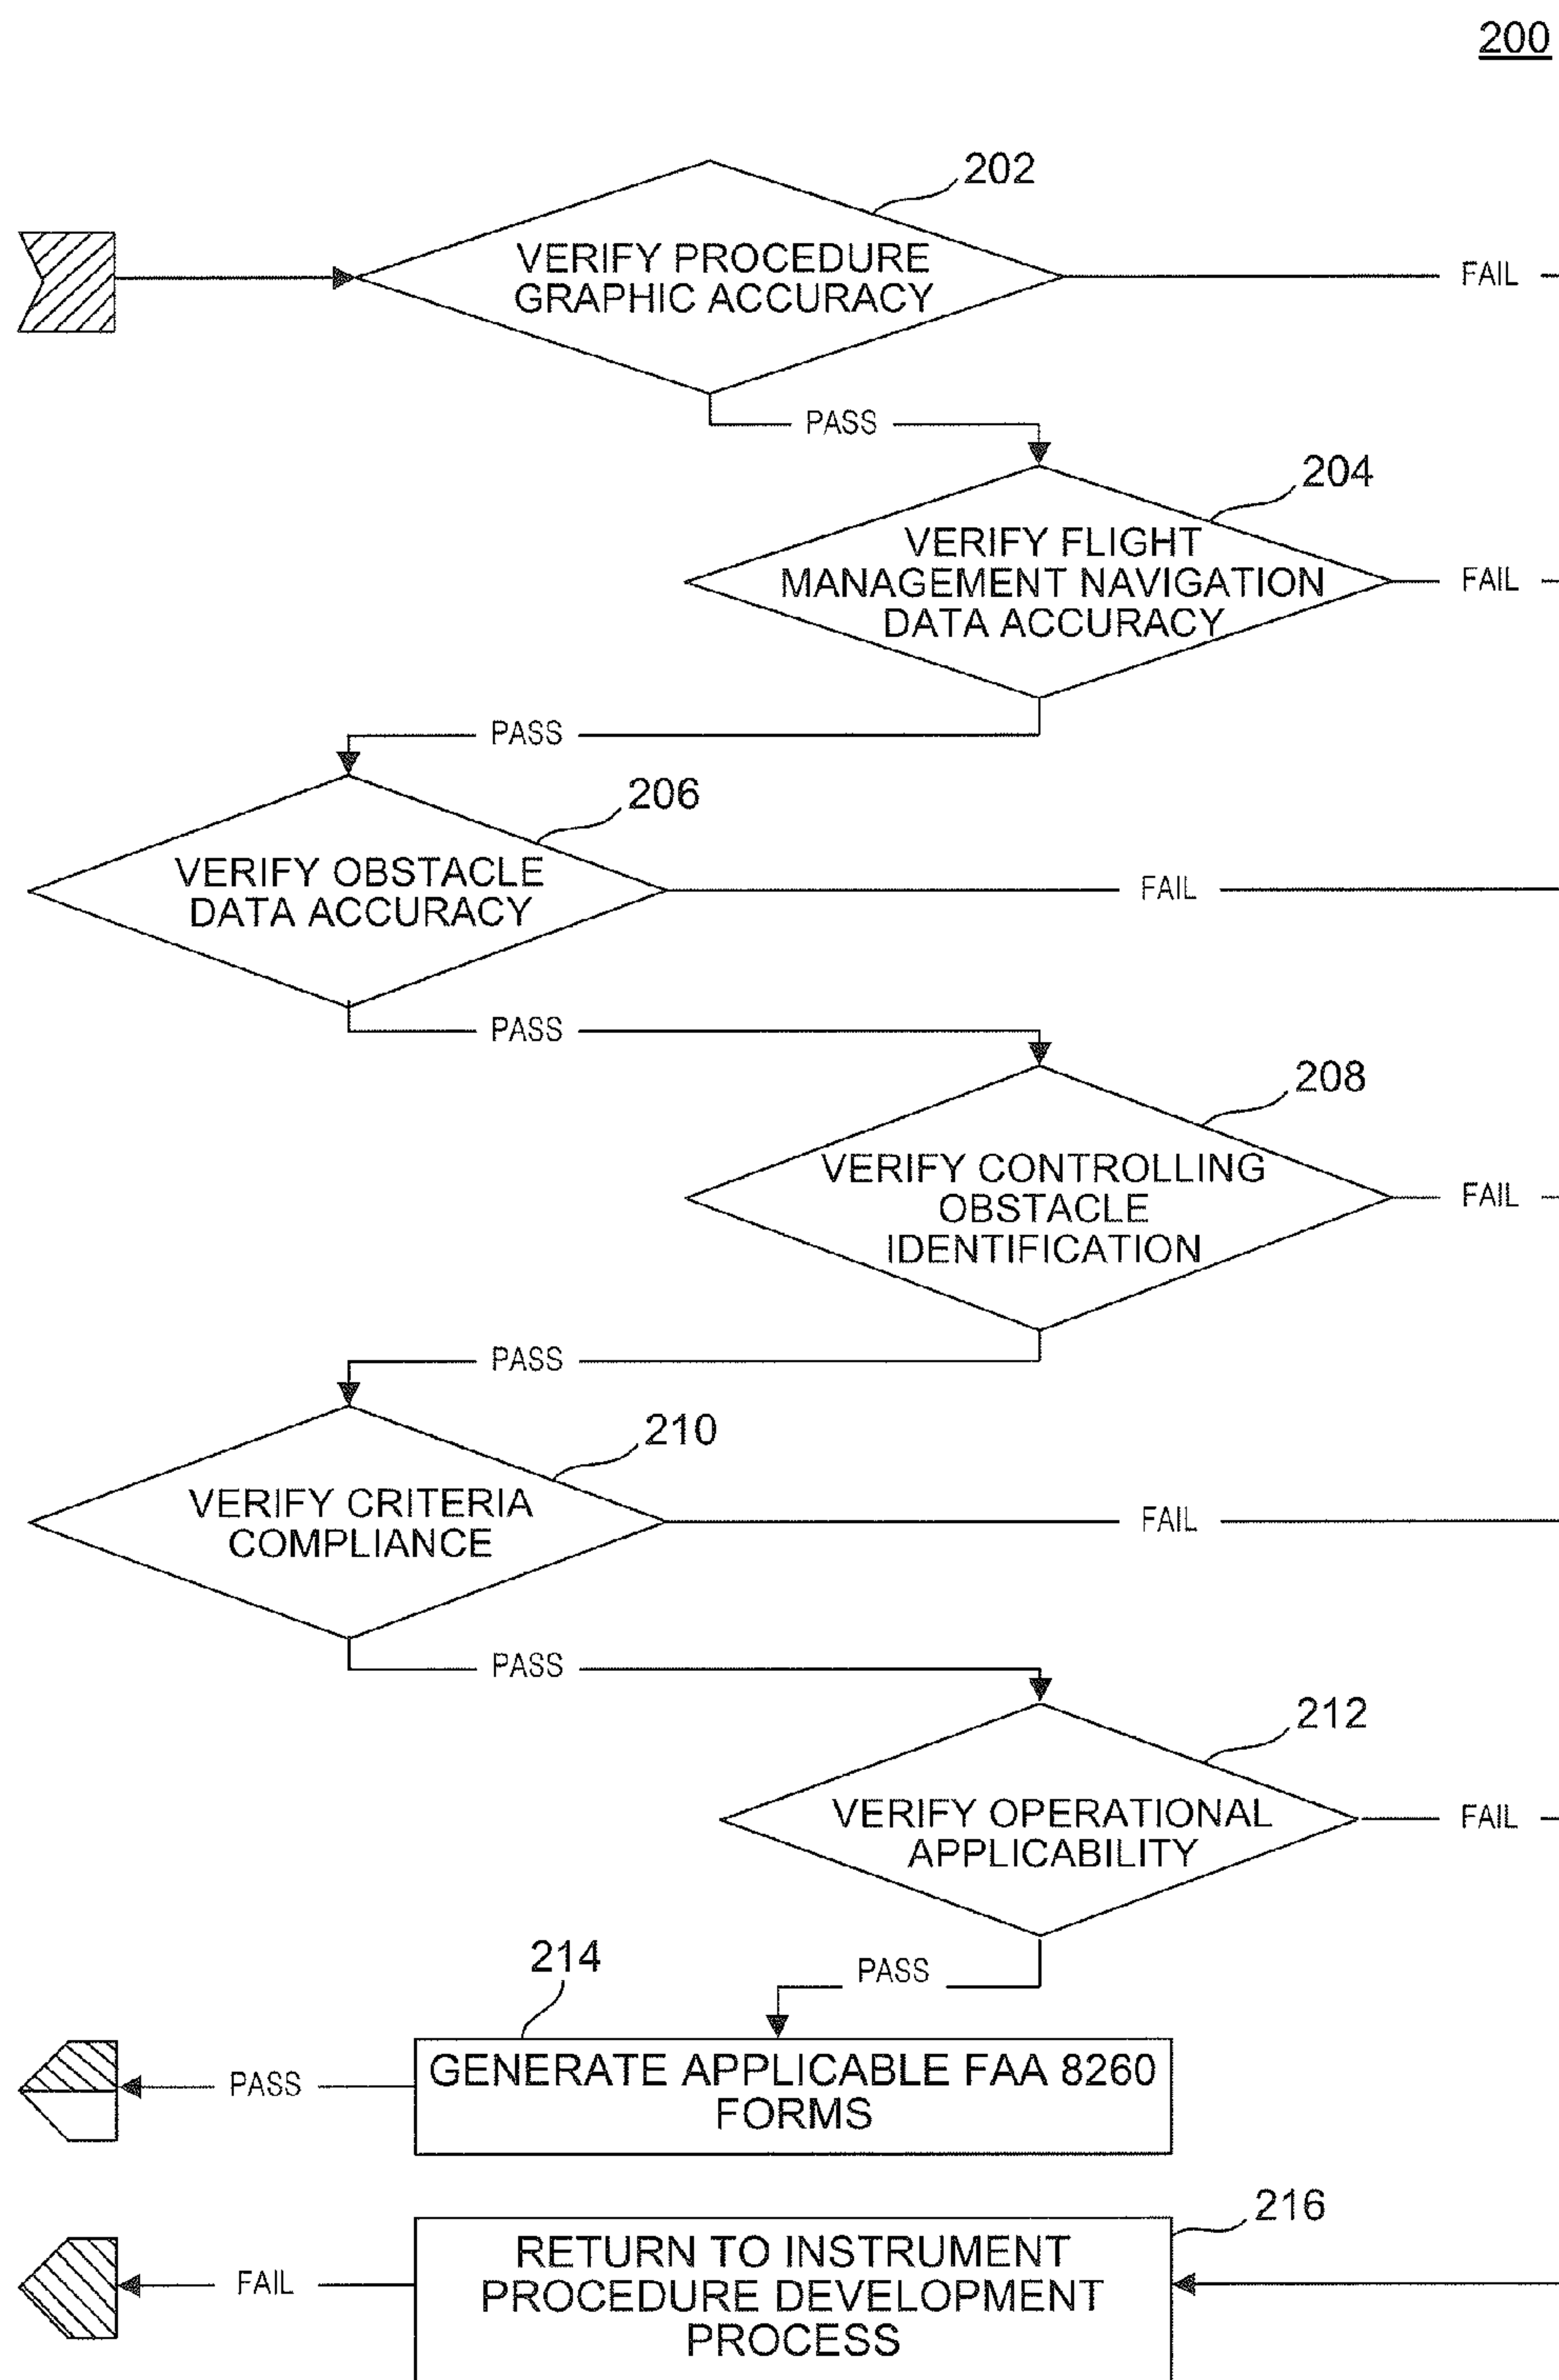 200
202
VERIFY PROCEDURE
GRAPHIC ACCURACY
FAIL
PASS
204
VERIFY FLIGHT
MANAGEMENT NAVIGATION
DATA ACCURACY
FAIL
PASS
206
VERIFY OBSTACLE
DATA ACCURACY
FAIL
PASS
208
VERIFY CONTROLLING
OBSTACLE
IDENTIFICATION
FAIL
PASS
210
VERIFY CRITERIA
COMPLIANCE
FAIL
PASS
212
VERIFY OPERATIONAL
APPLICABILITY
FAIL
PASS
214
GENERATE APPLICABLE FAA 8260
FORMS
PASS
216
RETURN TO INSTRUMENT
PROCEDURE DEVELOPMENT
PROCESS
FAIL